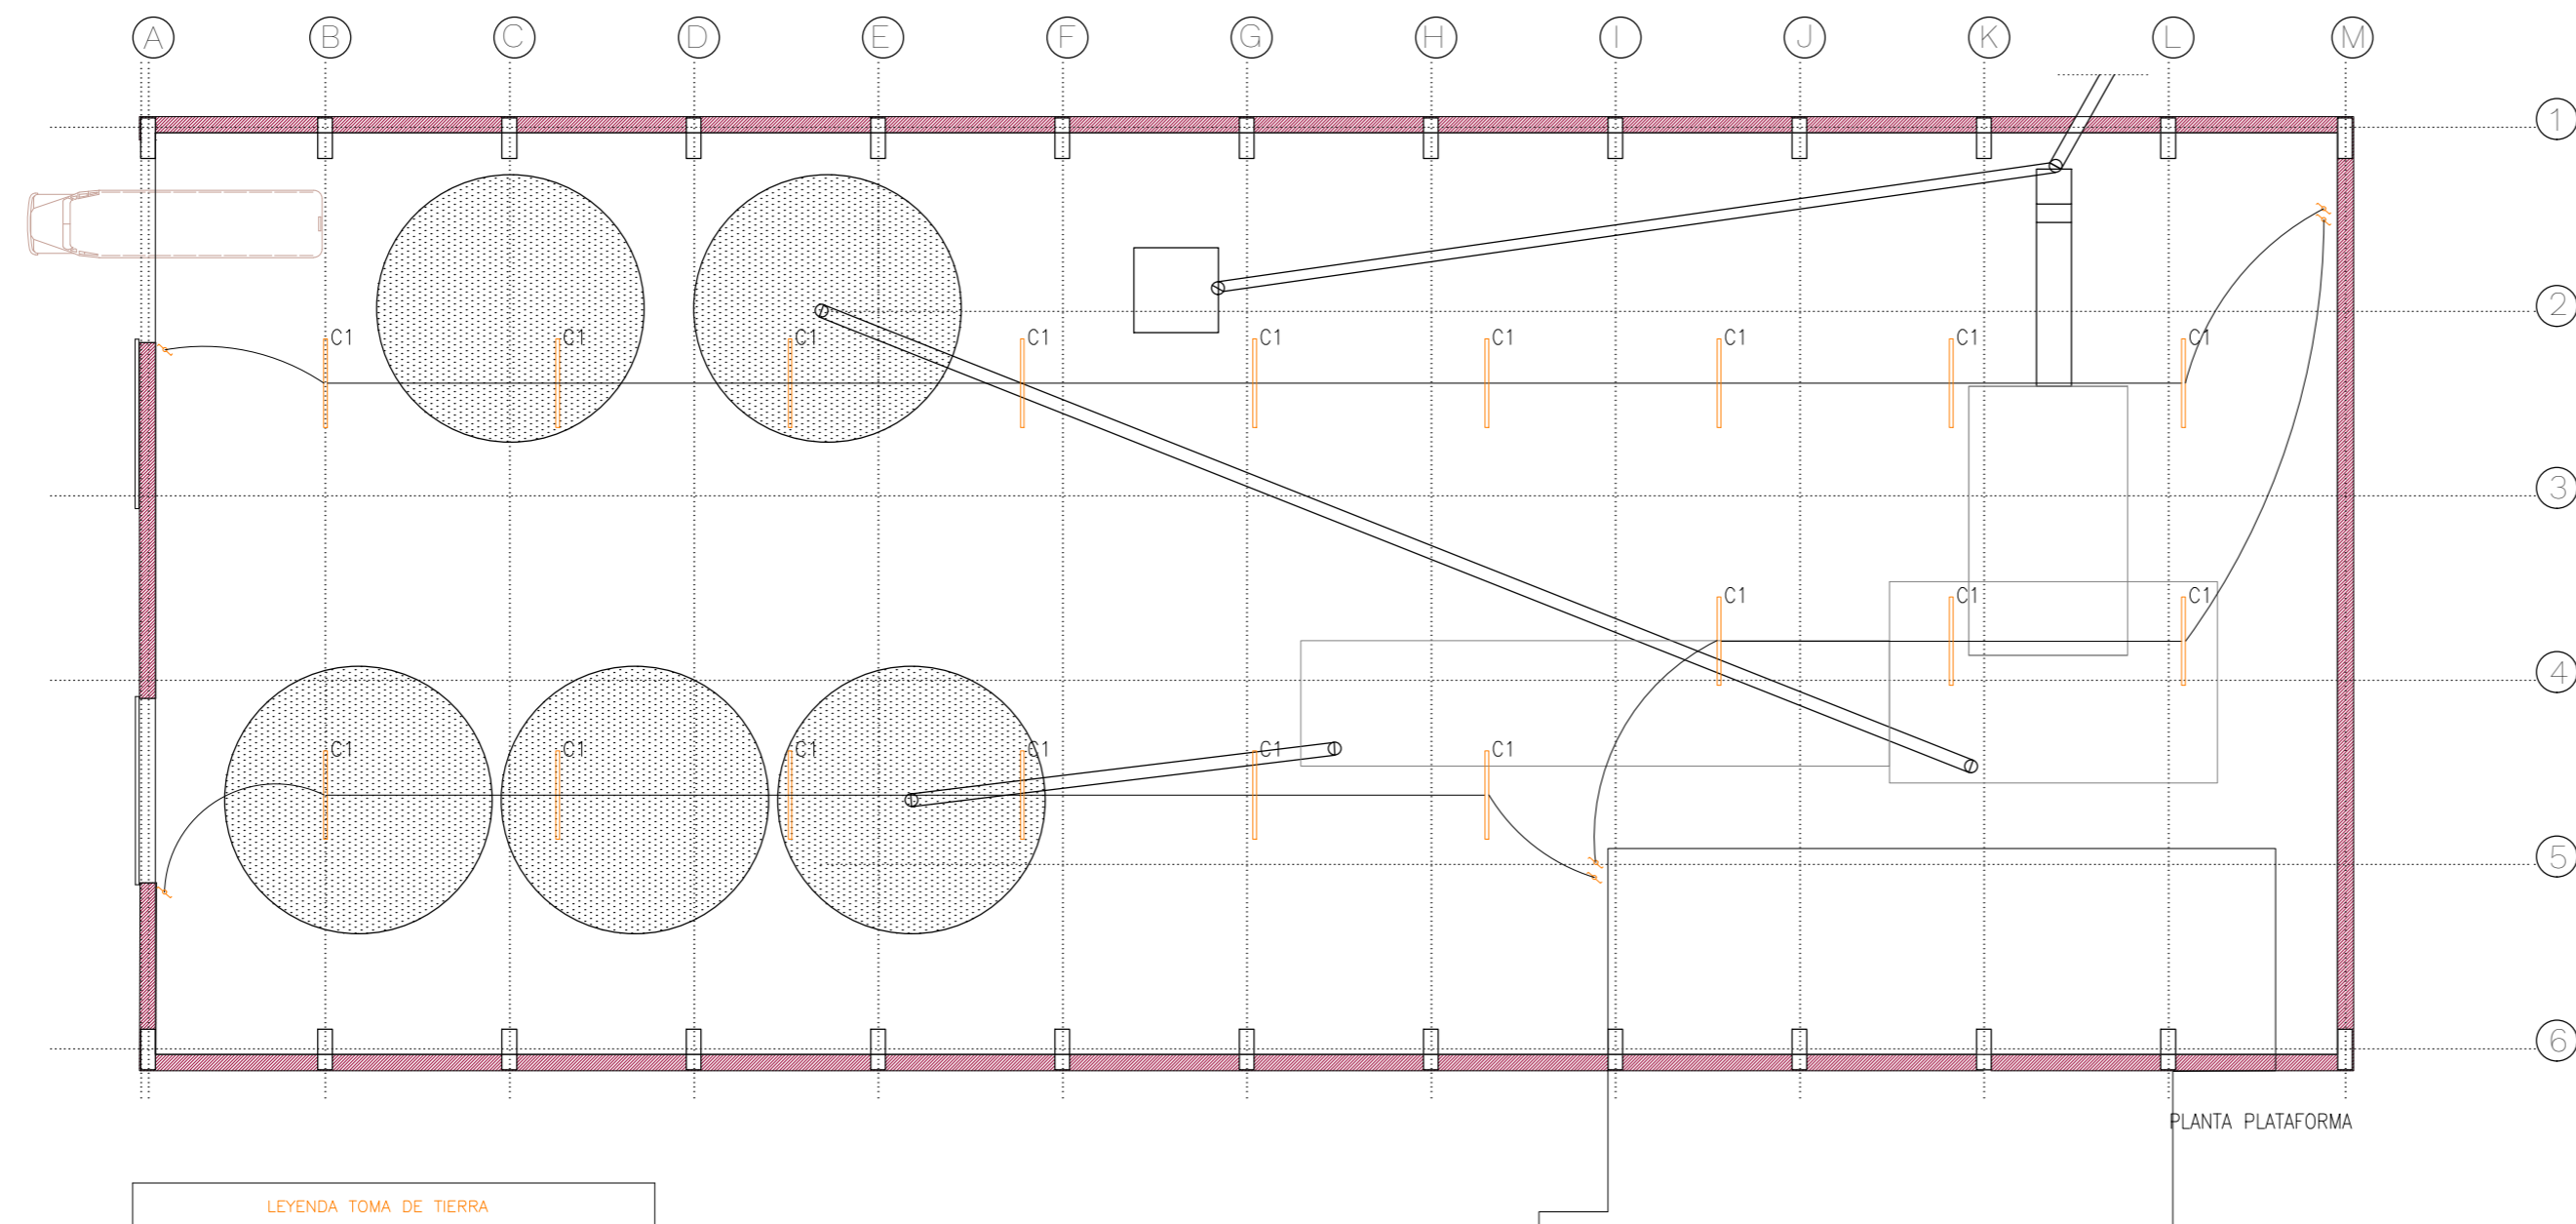 A B C D E F G H I J K L M
1
2
C1 C1 C1 C1 C1 C1 C1 C1 C1
3
C1 C1 C1
4
C1 C1 C1 C1 C1 C1
5
6
PLANTA PLATAFORMA
LEYENDA TOMA DE TIERRA